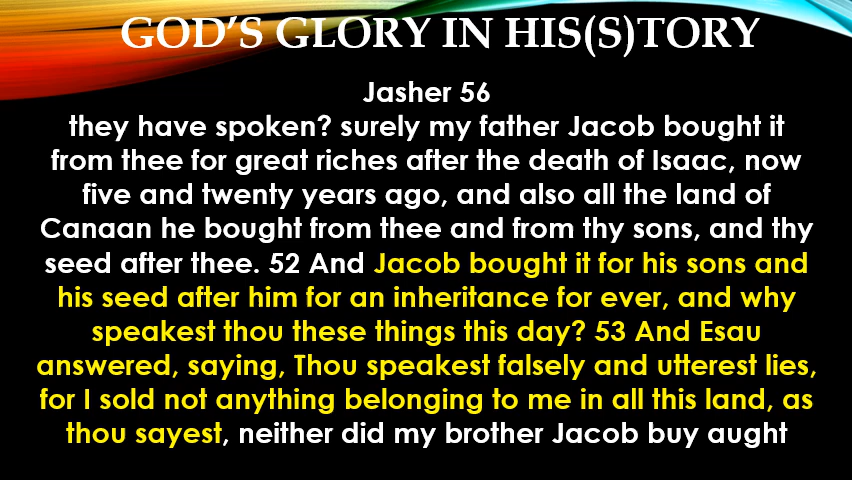 GOD'S GLORY IN HIS(S)TORY
Jasher 56
they have spoken? surely my father Jacob bought it
from thee for great riches after the death of Isaac, now
five and twenty years ago, and also all the land of
Canaan he bought from thee and from thy sons, and thy
seed after thee. 52 And Jacob bought it for his sons and
his seed after him for an inheritance for ever, and why
speakest thou these things this day? 53 And Esau
answered, saying, Thou speakest falsely and utterest lies,
for I sold not anything belonging to me in all this land, as
thou sayest, neither did my brother Jacob buy aught